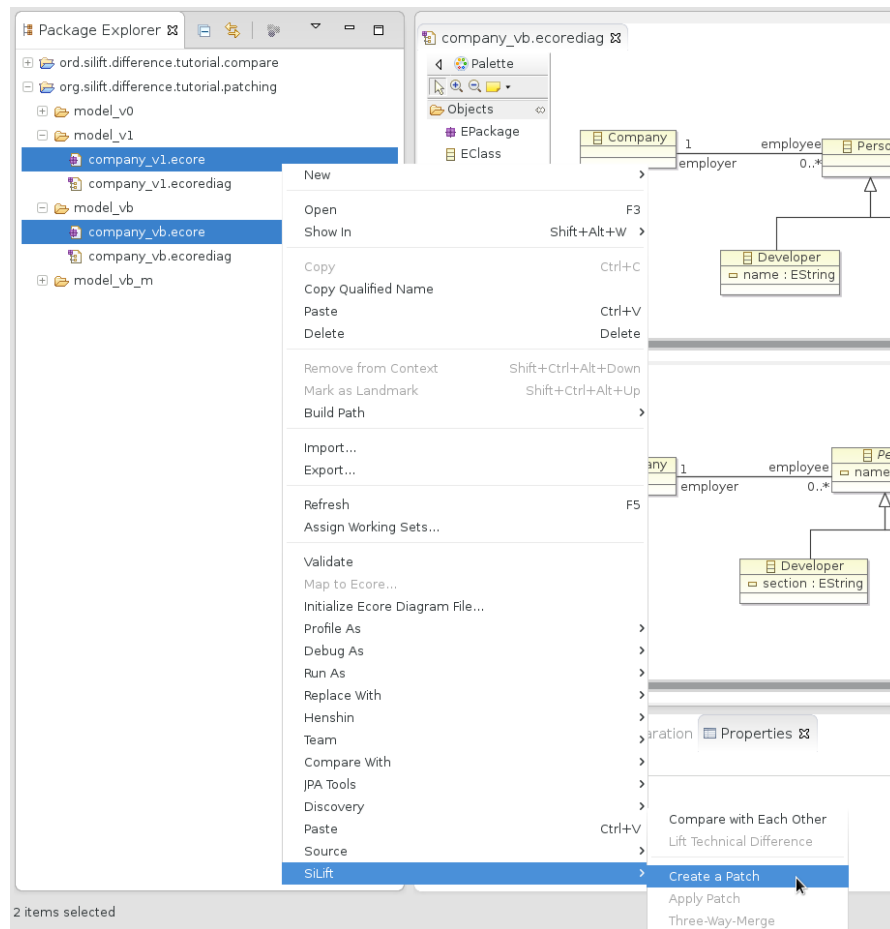 Package Explorer
ord.silift.difference.tutorial.compare
org.silift.difference.tutorial.patching
model_v0
model_v1
company_v1.ecore
company_v1.ecorediag
model_vb
company_vb.ecore
company_vb.ecorediag
model_vb_m
company_vb.ecorediag
Palette
Objects
EPackage
EClass
Company
1
employee
employer
0..*
Perso
Developer
name : EString
any
1
employee
employer
0..*
Pe
name
Developer
section : EString
New
Open F3
Show In Shift+Alt+W
Copy Ctrl+C
Copy Qualified Name
Paste Ctrl+V
Delete Delete
Remove from Context Shift+Ctrl+Alt+Down
Mark as Landmark Shift+Ctrl+Alt+Up
Build Path
Import...
Export...
Refresh F5
Assign Working Sets...
Validate
Map to Ecore...
Initialize Ecore Diagram File...
Profile As
Debug As
Run As
Replace With
Henshin
Team
Compare With
JPA Tools
Discovery
Paste Ctrl+V
Source
SiLift
aration
Properties
Compare with Each Other
Lift Technical Difference
Create a Patch
Apply Patch
Three-Way-Merge
2 items selected